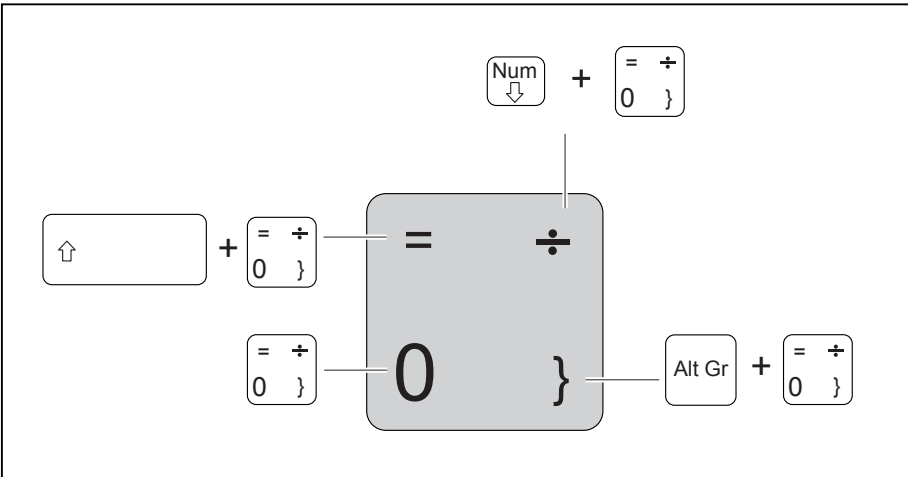 Num ⇩ + = ÷
0 }
⇧ + = ÷
0 }
= ÷
= ÷
0 }
0 }
Alt Gr + = ÷
0 }